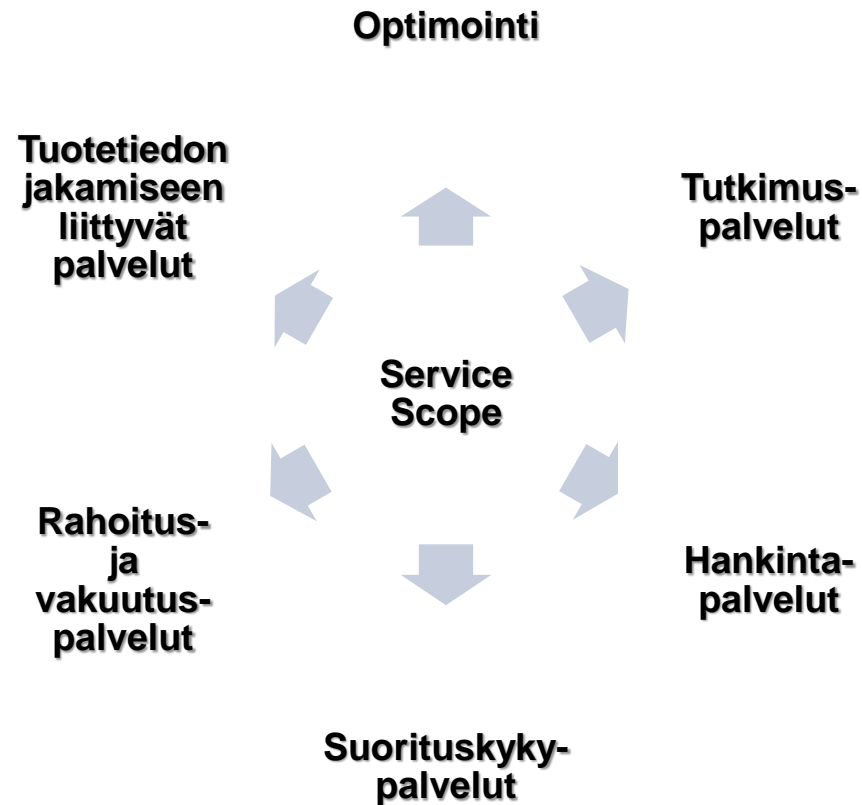 Optimointi
Tuotetiedon
jakamiseen
liittyvät
palvelut
Tutkimus-
palvelut
Service
Scope
Rahoitus-
ja
vakuutus-
palvelut
Hankinta-
palvelut
Suorituskyky-
palvelut